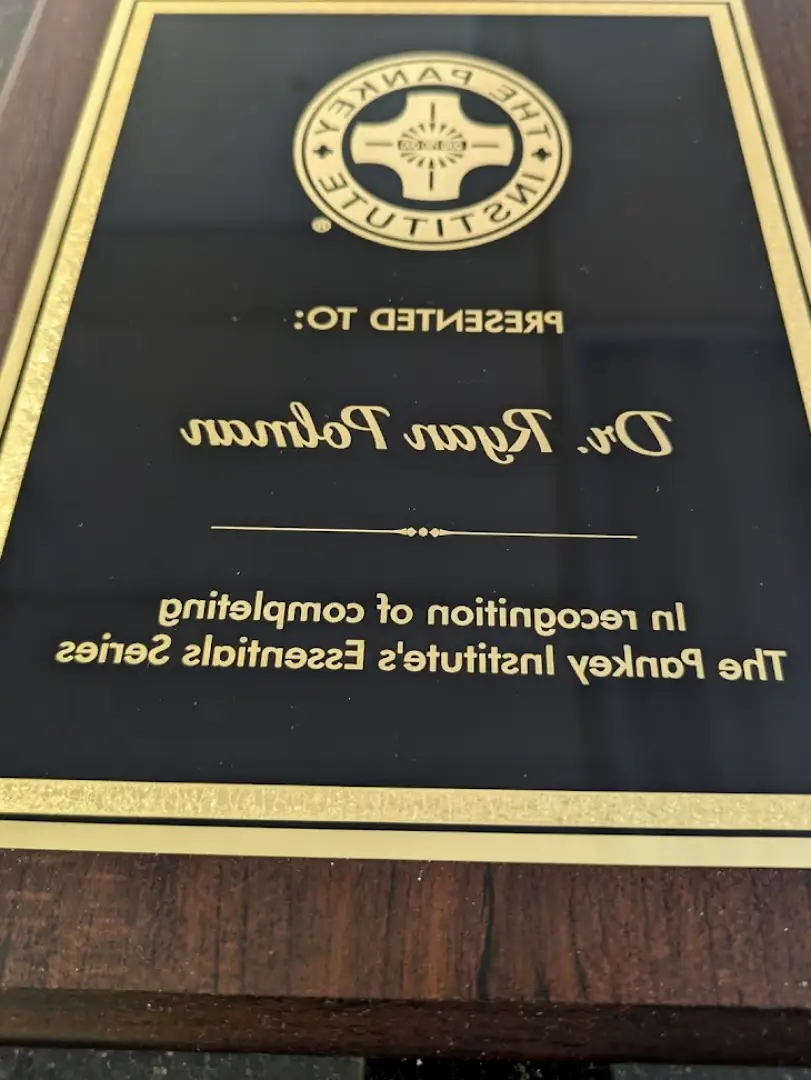 THE PANKEY INSTITUTE
®
PRESENTED TO:
Dr. Ryan Polman
In recognition of completing
The Pankey Institute's Essentials Series